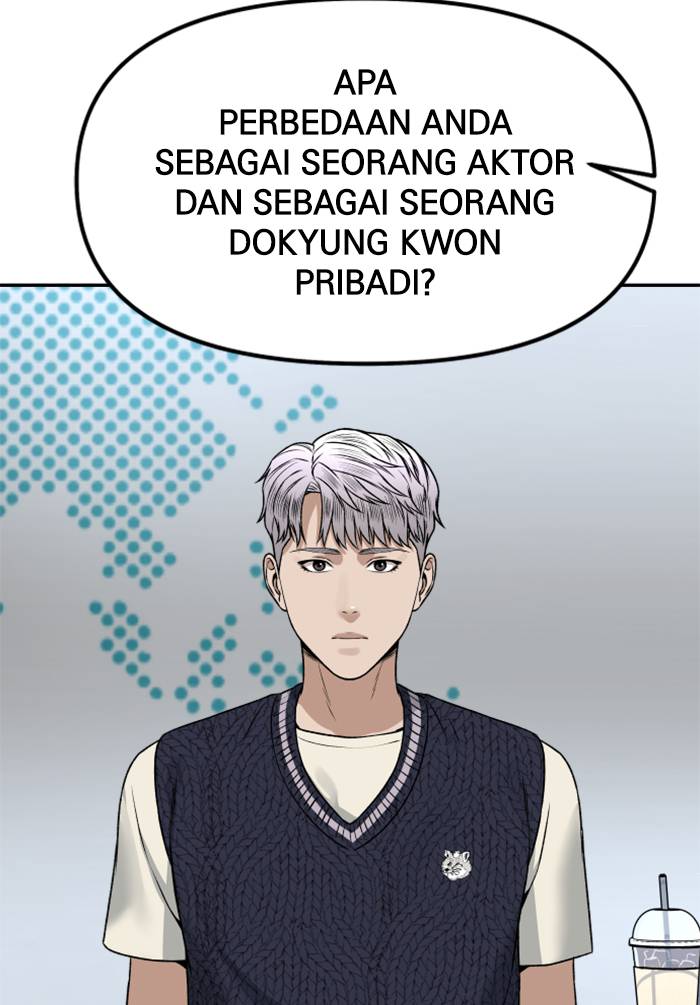 APA
PERBEDAAN ANDA
SEBAGAI SEORANG AKTOR
DAN SEBAGAI SEORANG
DOKYUNG KWON
PRIBADI?